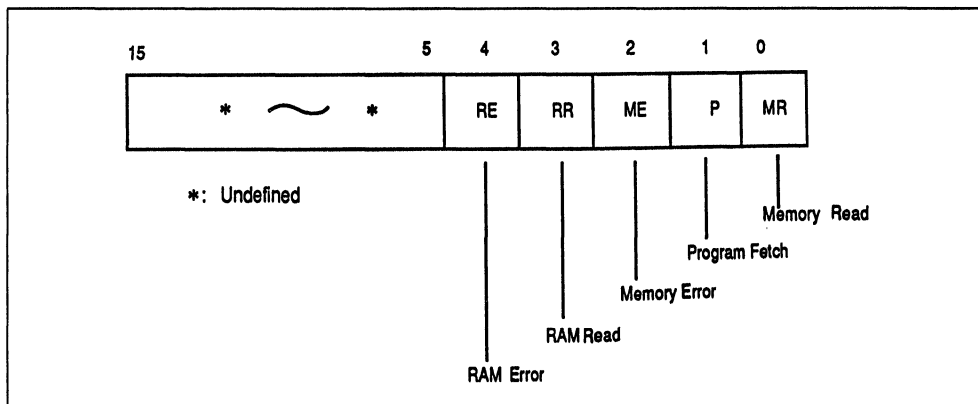 15 5 4 3 2 1 0
* ~ * RE RR ME P MR
*: Undefined
Memory Read
Program Fetch
Memory Error
RAM Read
RAM Error